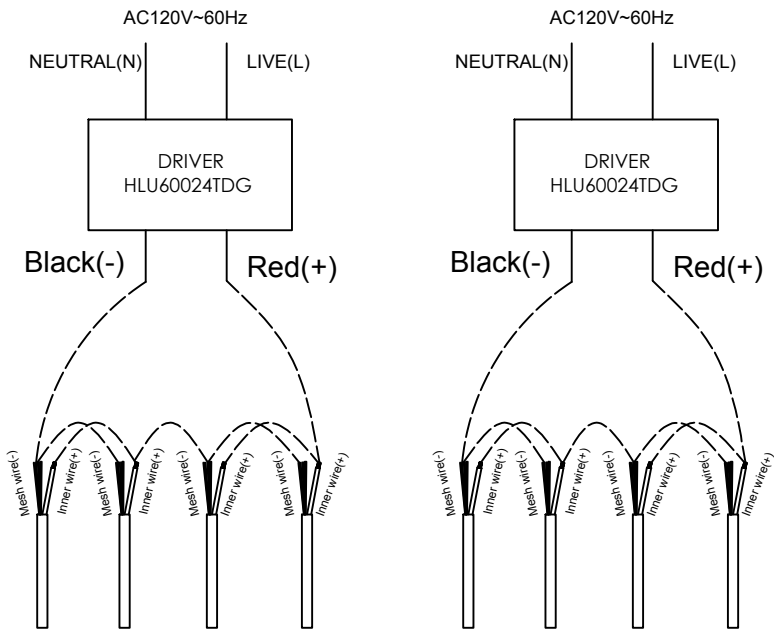 AC120V~60Hz
NEUTRAL(N)
LIVE(L)
DRIVER
HLU60024TDG
Black(-)
Red(+)
Mesh wire(-)
Inner wire(+)
Mesh wire(-)
Inner wire(+)
Mesh wire(-)
Inner wire(+)
Mesh wire(-)
Inner wire(+)
AC120V~60Hz
NEUTRAL(N)
LIVE(L)
DRIVER
HLU60024TDG
Black(-)
Red(+)
Mesh wire(-)
Inner wire(+)
Mesh wire(-)
Inner wire(+)
Mesh wire(-)
Inner wire(+)
Mesh wire(-)
Inner wire(+)